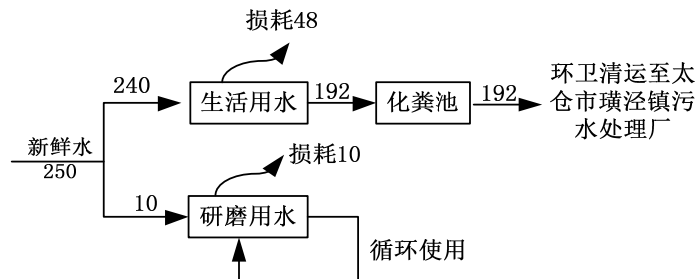 损耗48
240
生活用水
192
化粪池
192
环卫清运至太
仓市璜泾镇污
水处理厂
新鲜水
250
损耗10
10
研磨用水
循环使用